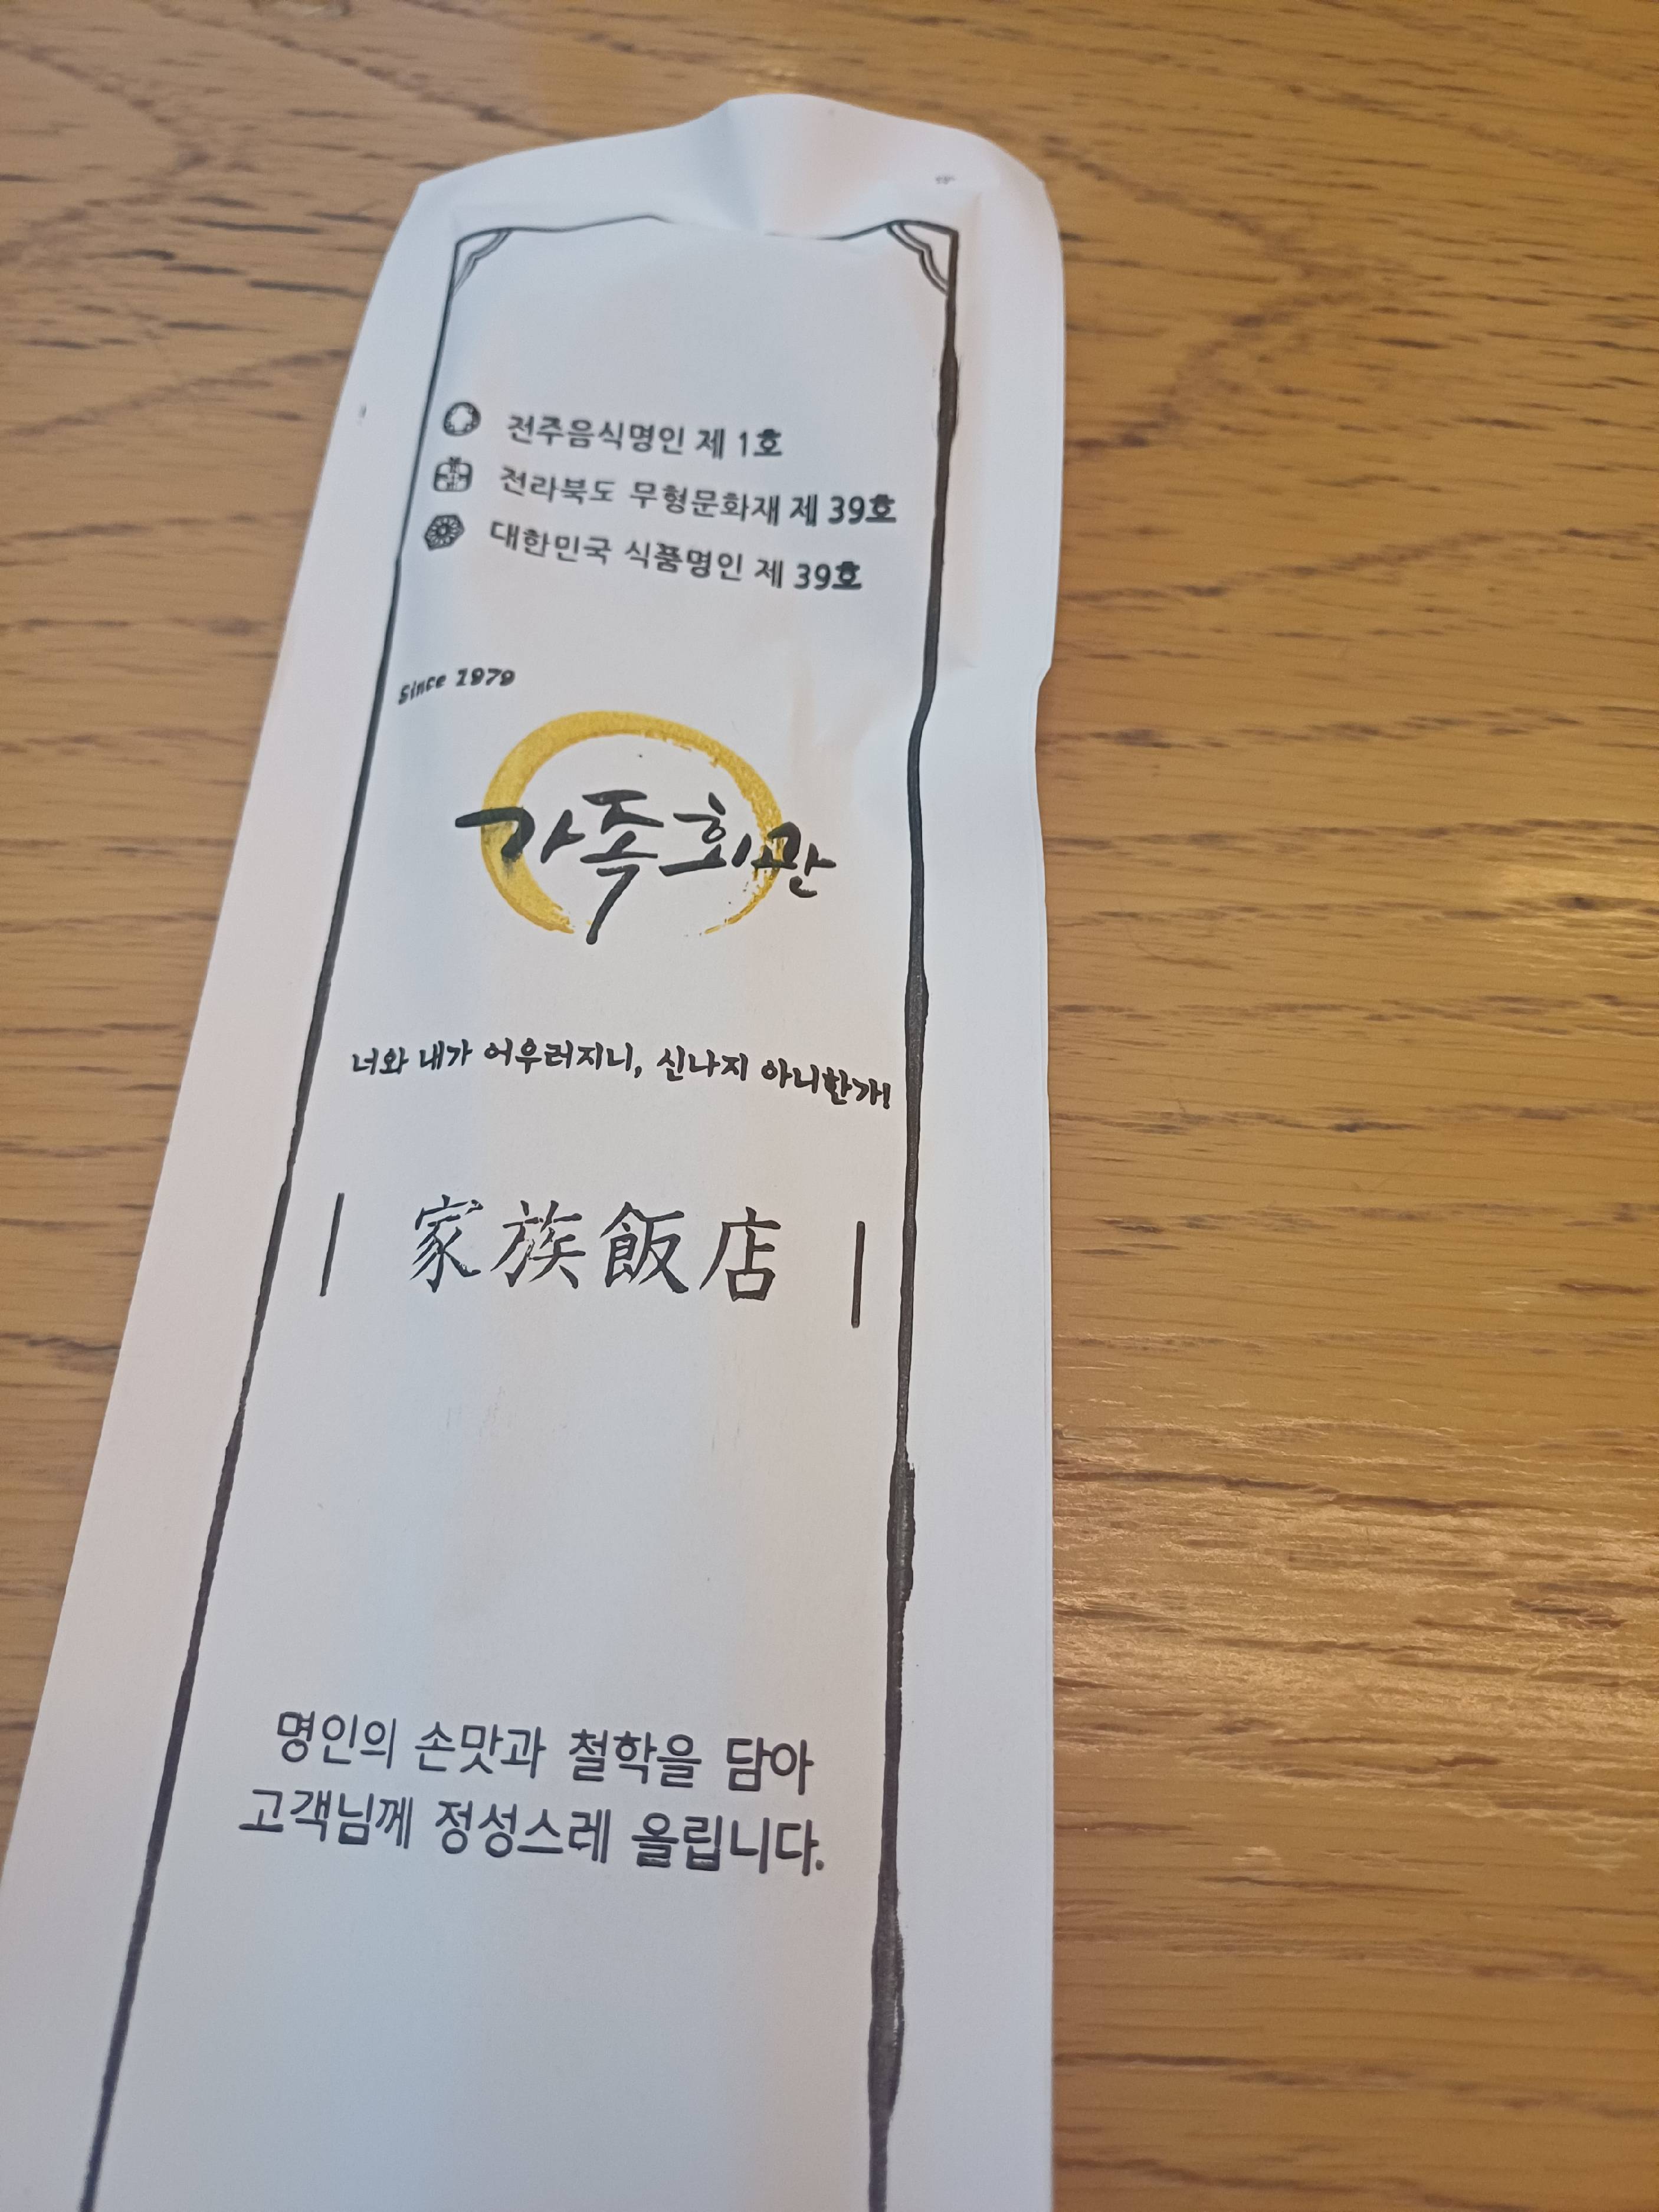 전주음식명인 제 1호
전라북도 무형문화재 제 39호
대한민국 식품명인 제 39호
Since 1979
가족회관
너와 내가 어우러지니, 신나지 아니한가!
家族飯店
명인의 손맛과 철학을 담아
고객님께 정성스레 올립니다.